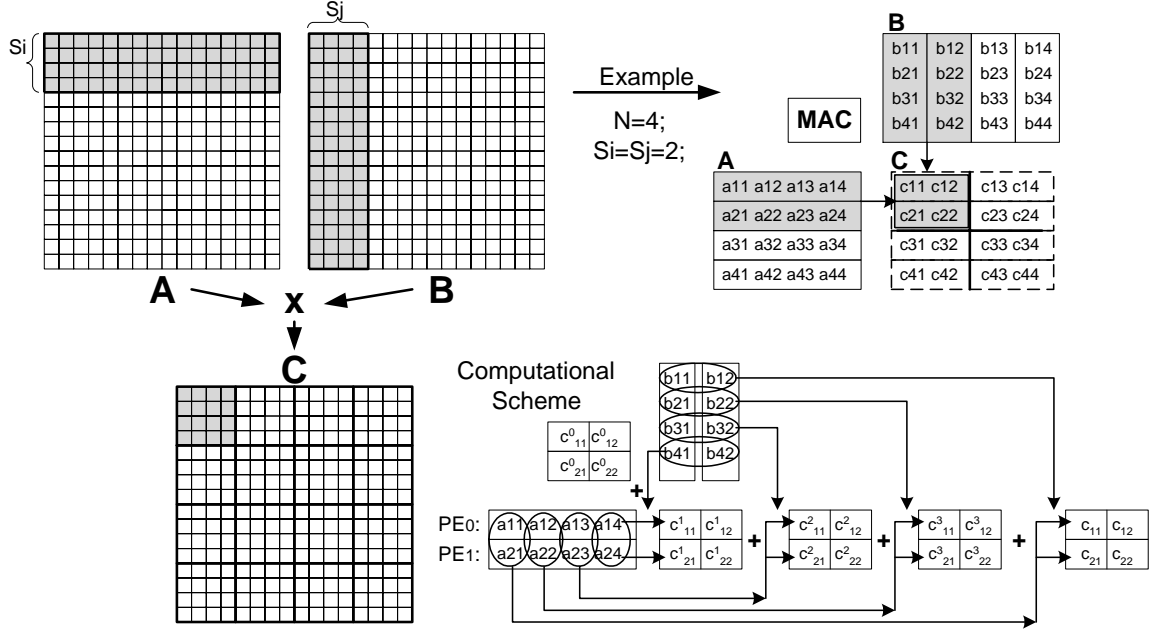 Sj
Si
A
B
x
C
Example
N=4;
Si=Sj=2;
MAC
B
b11 b12 b13 b14
b21 b22 b23 b24
b31 b32 b33 b34
b41 b42 b43 b44
A
a11 a12 a13 a14
a21 a22 a23 a24
a31 a32 a33 a34
a41 a42 a43 a44
C
c11 c12 c13 c14
c21 c22 c23 c24
c31 c32 c33 c34
c41 c42 c43 c44
Computational
Scheme
b11 b12
b21 b22
b31 b32
b41 b42
c⁰₁₁ c⁰₁₂
c⁰₂₁ c⁰₂₂
+
PE0: a11 a12 a13 a14
PE1: a21 a22 a23 a24
c¹₁₁ c¹₁₂
c¹₂₁ c¹₂₂
+
c²₁₁ c²₁₂
c²₂₁ c²₂₂
+
c³₁₁ c³₁₂
c³₂₁ c³₂₂
+
c₁₁ c₁₂
c₂₁ c₂₂